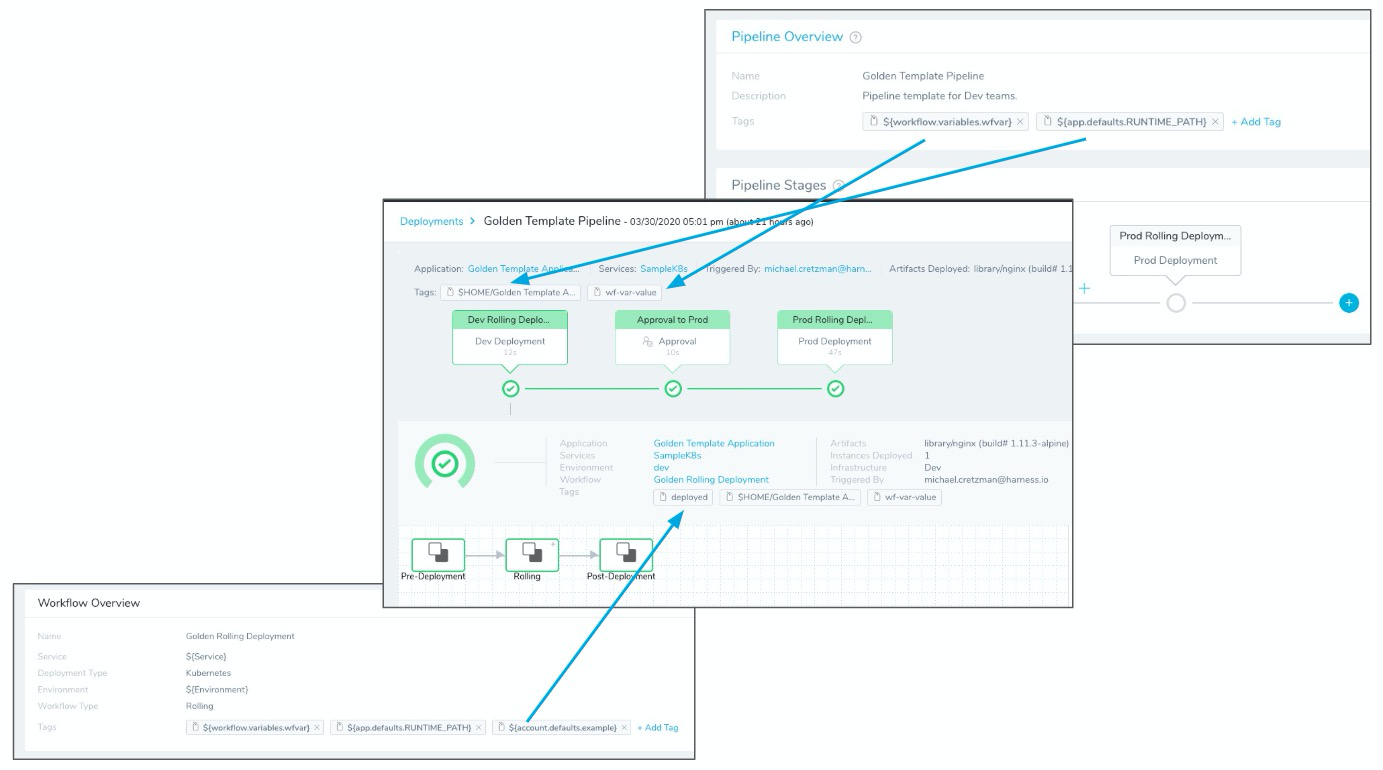 Pipeline Overview ?
Name Golden Template Pipeline
Description Pipeline template for Dev teams.
Tags ${workflow.variables.wfvar} × ${app.defaults.RUNTIME_PATH} × + Add Tag
Pipeline Stages ?
Prod Rolling Deploym...
Prod Deployment
+
+
Deployments > Golden Template Pipeline - 03/30/2020 05:01 pm (about 21 hours ago)
Application: Golden Template Applica... Services: SampleK8s Triggered By: michael.cretzman@harn... Artifacts Deployed: library/nginx (build# 1.1
Tags: $HOME/Golden Template A... wf-var-value
Dev Rolling Deplo... Approval to Prod Prod Rolling Depl...
Dev Deployment Approval Prod Deployment
12s 10s 47s
Application Golden Template Application
Services SampleK8s
Environment dev
Workflow Golden Rolling Deployment
Tags deployed $HOME/Golden Template A... wf-var-value
Artifacts library/nginx (build# 1.11.3-alpine)
Instances Deployed 1
Infrastructure Dev
Triggered By michael.cretzman@harness.io
Pre-Deployment Rolling Post-Deployment
Workflow Overview
Name Golden Rolling Deployment
Service ${Service}
Deployment Type Kubernetes
Environment ${Environment}
Workflow Type Rolling
Tags ${workflow.variables.wfvar} × ${app.defaults.RUNTIME_PATH} × ${account.defaults.example} × + Add Tag